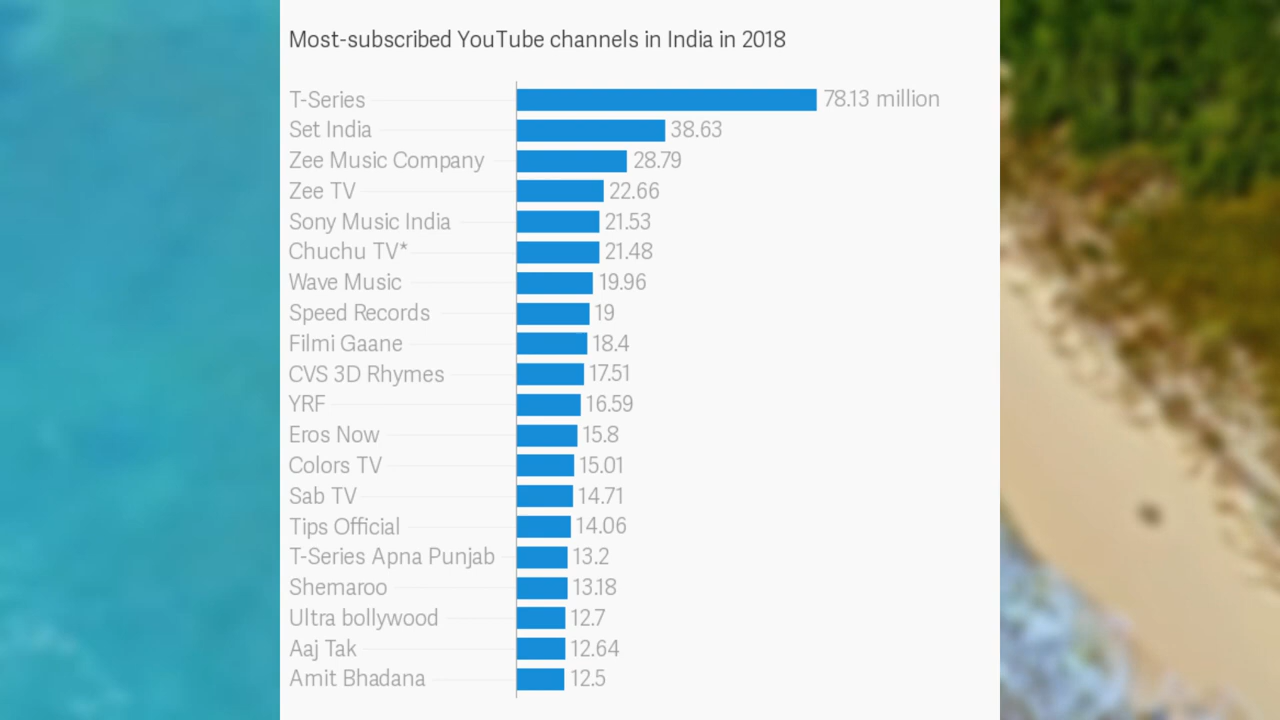 Most-subscribed YouTube channels in India in 2018
T-Series 78.13 million
Set India 38.63
Zee Music Company 28.79
Zee TV 22.66
Sony Music India 21.53
Chuchu TV* 21.48
Wave Music 19.96
Speed Records 19
Filmi Gaane 18.4
CVS 3D Rhymes 17.51
YRF 16.59
Eros Now 15.8
Colors TV 15.01
Sab TV 14.71
Tips Official 14.06
T-Series Apna Punjab 13.2
Shemaroo 13.18
Ultra bollywood 12.7
Aaj Tak 12.64
Amit Bhadana 12.5